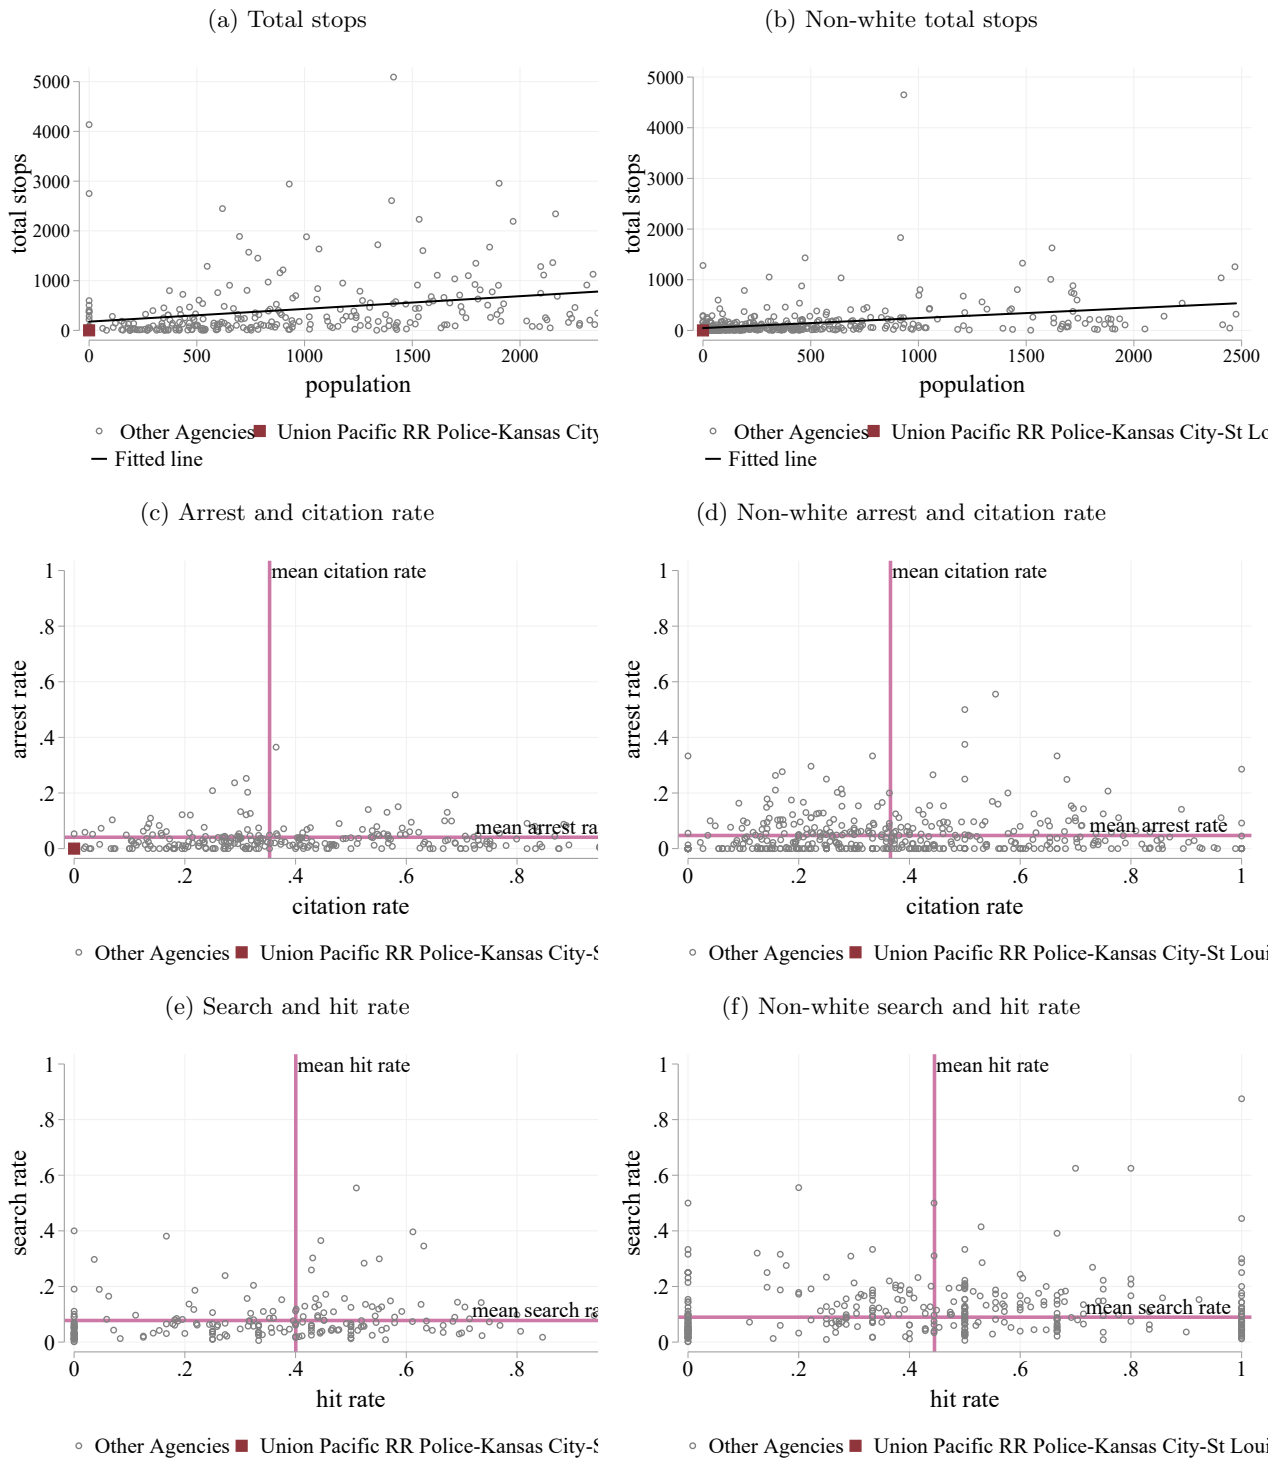 (a) Total stops
total stops
5000
4000
3000
2000
1000
0
0 500 1000 1500 2000
population
Other Agencies Union Pacific RR Police-Kansas City
Fitted line
(b) Non-white total stops
total stops
5000
4000
3000
2000
1000
0
0 500 1000 1500 2000 2500
population
Other Agencies Union Pacific RR Police-Kansas City-St Lo
Fitted line
(c) Arrest and citation rate
arrest rate
1
.8
.6
.4
.2
0
mean citation rate
mean arrest ra
0 .2 .4 .6 .8
citation rate
Other Agencies Union Pacific RR Police-Kansas City-S
(d) Non-white arrest and citation rate
arrest rate
1
.8
.6
.4
.2
0
mean citation rate
mean arrest rate
0 .2 .4 .6 .8 1
citation rate
Other Agencies Union Pacific RR Police-Kansas City-St Loui
(e) Search and hit rate
search rate
1
.8
.6
.4
.2
0
mean hit rate
mean search ra
0 .2 .4 .6 .8
hit rate
Other Agencies Union Pacific RR Police-Kansas City-S
(f) Non-white search and hit rate
search rate
1
.8
.6
.4
.2
0
mean hit rate
mean search rate
0 .2 .4 .6 .8 1
hit rate
Other Agencies Union Pacific RR Police-Kansas City-St Loui